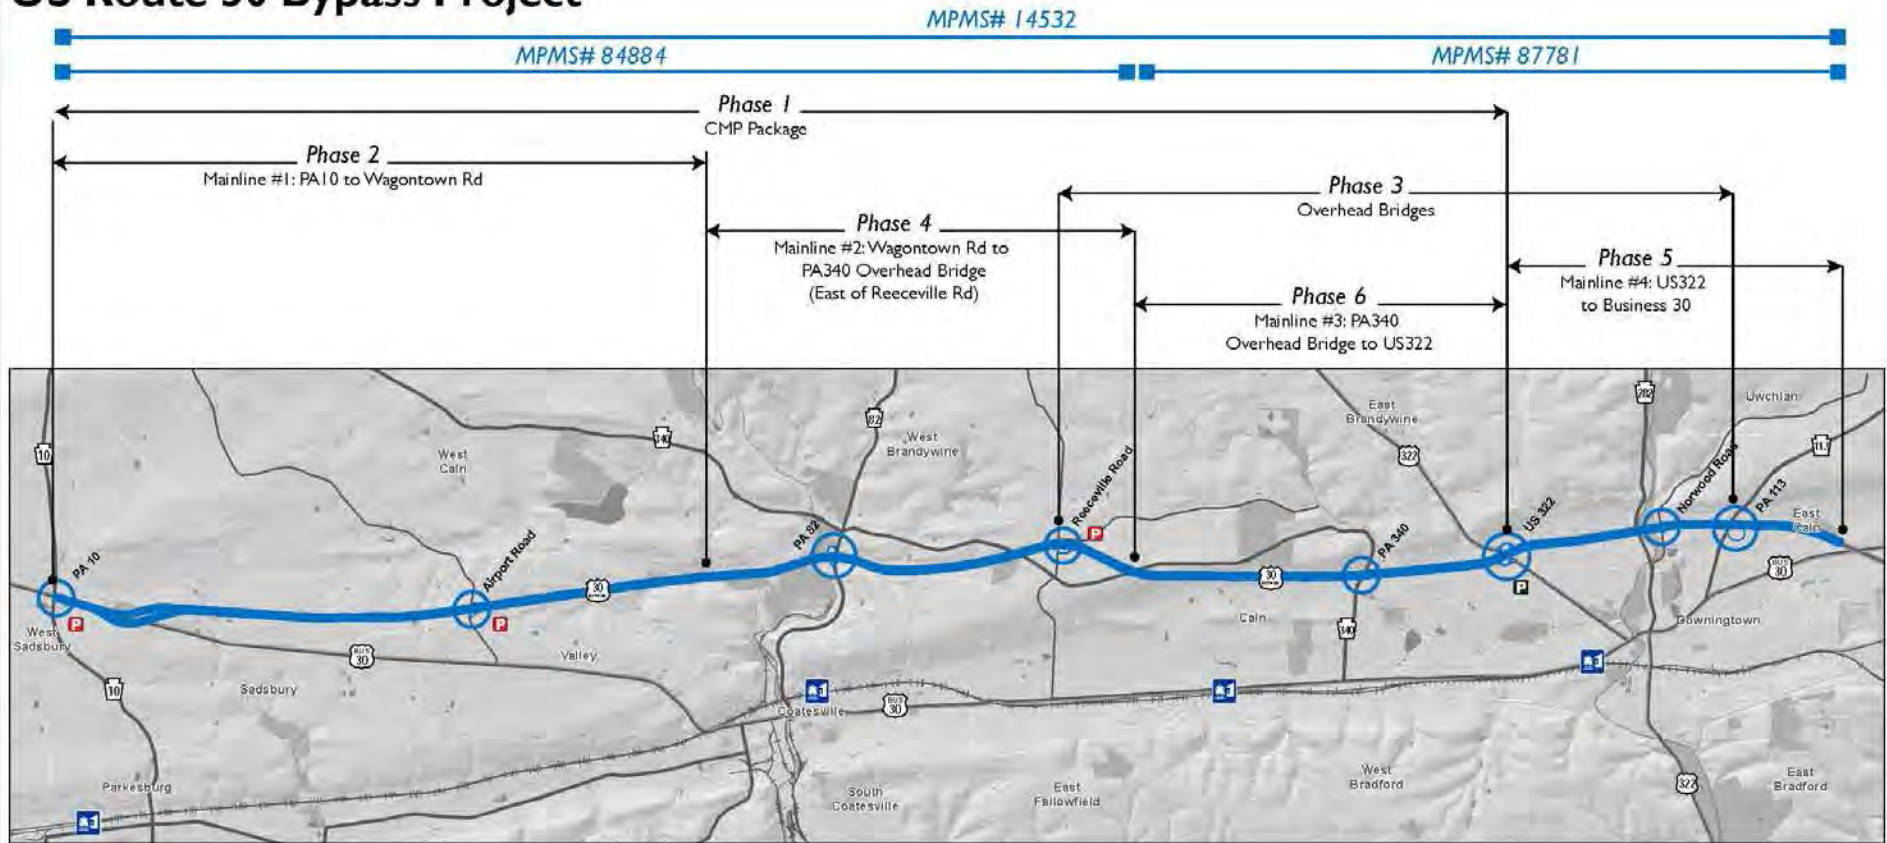 US Route 30 Bypass Project
MPMS# 14532
MPMS# 84884
MPMS# 87781
Phase 1
CMP Package
Phase 2
Mainline #1: PA10 to Wagontown Rd
Phase 3
Overhead Bridges
Phase 4
Mainline #2: Wagontown Rd to
PA340 Overhead Bridge
(East of Reeceville Rd)
Phase 5
Mainline #4: US322
to Business 30
Phase 6
Mainline #3: PA340
Overhead Bridge to US322
10
340
82
West
Brandywine
West
Caln
East
Brandywine
322
282
Uwchlan
113
PA 10
Airport Road
PA 82
Reeceville Road
PA 340
US 322
Norwood Road
PA 113
East
Caln
P
P
P
P
30
30
BUS
30
BUS
30
BUS
30
340
West
Sadsbury
10
Sadsbury
Valley
Caln
Downingtown
Coatesville
Parkesburg
South
Coatesville
East
Fallowfield
West
Bradford
322
East
Bradford